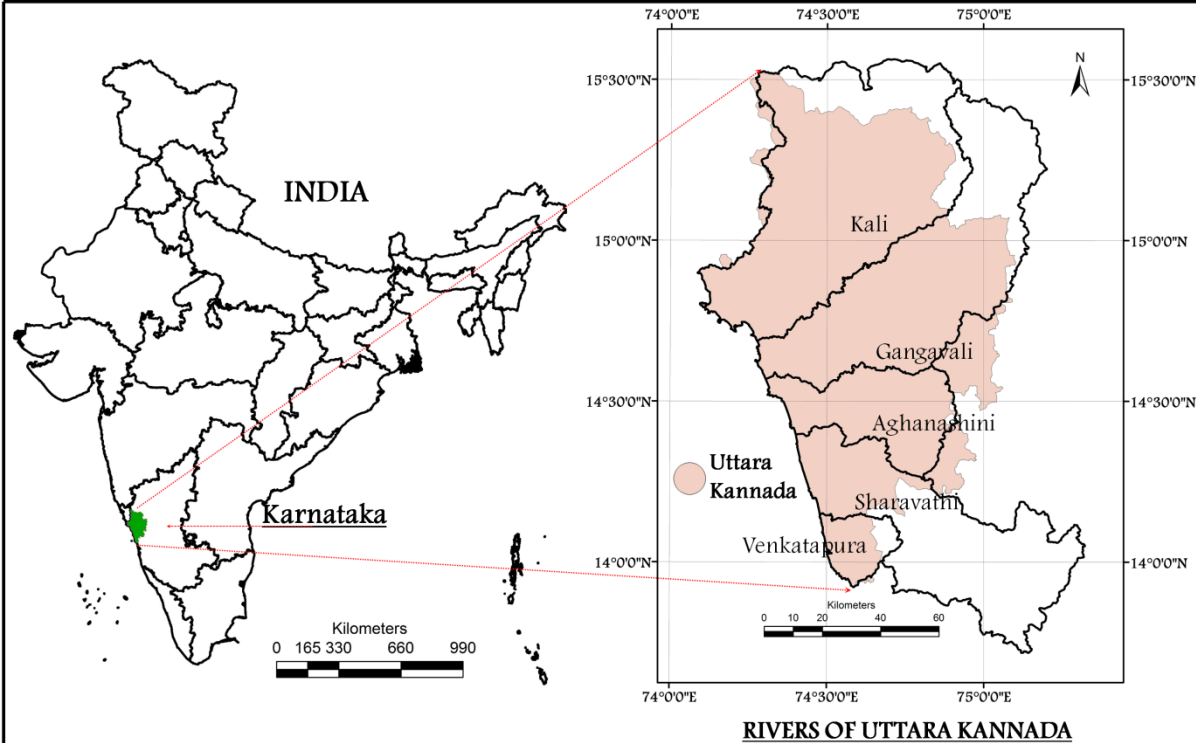 INDIA
Karnataka
Kilometers
0 165 330 660 990
74°0'0"E 74°30'0"E 75°0'0"E
N
15°30'0"N 15°30'0"N
Kali
15°0'0"N 15°0'0"N
Gangavali
14°30'0"N 14°30'0"N
Aghanashini
Uttara
Kannada
Sharavathi
Venkatapura
14°0'0"N 14°0'0"N
Kilometers
0 10 20 40 60
74°0'0"E 74°30'0"E 75°0'0"E
RIVERS OF UTTARA KANNADA